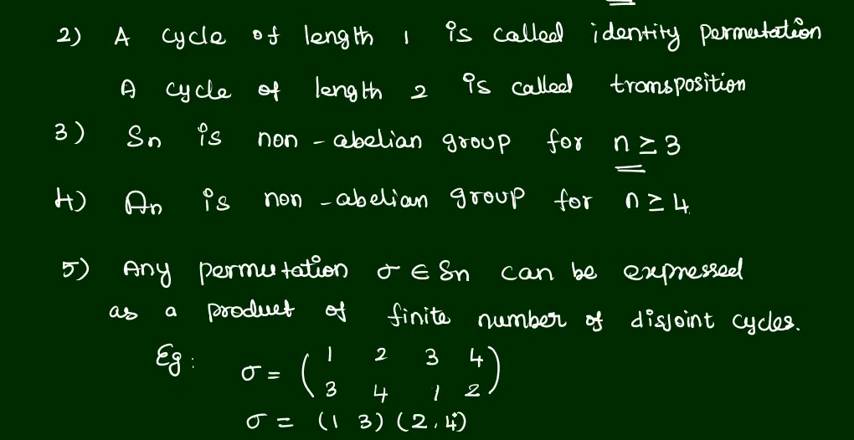 2) A cycle of length 1 is called identity permutation
A cycle of length 2 is called transposition
3) Sn is non-abelian group for n ≥ 3
4) An is non-abelian group for n ≥ 4
5) Any permutation σ ∈ Sn can be expressed
as a product of finite number of disjoint cycles.
Eg: σ = ( 1 2 3 4 )
( 3 4 1 2 )
σ = (1 3) (2, 4)